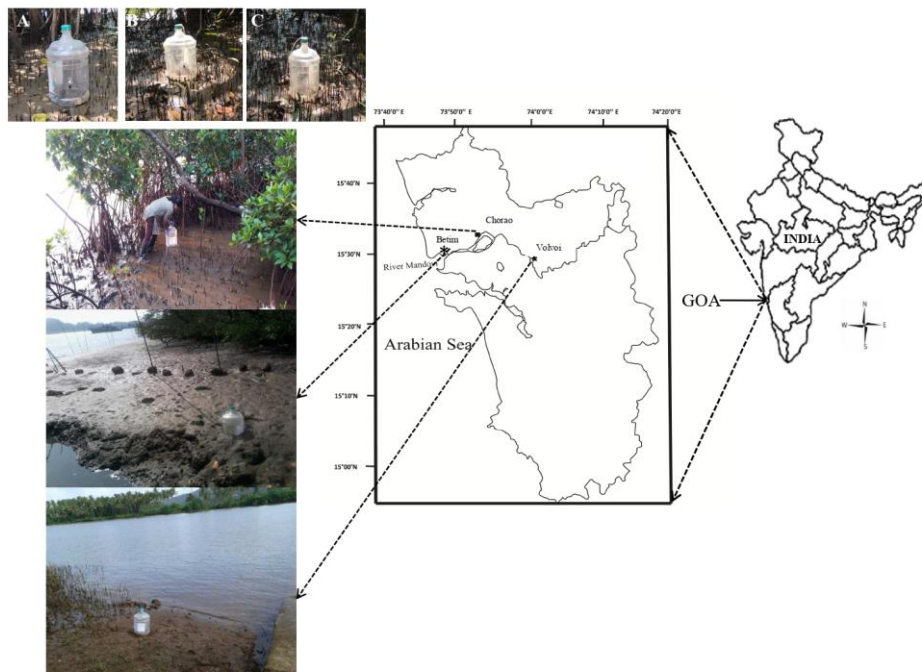 A
B
C
73°40'0" E
73°50'0"E
74°0'0"E
74°10'0"E
74°20'0"E
15°40'N
15°30'N
15°20'N
15°10'N
15°00'N
Chorao
Betim
Volvoi
River Mandovi
Arabian Sea
INDIA
GOA
N
W
E
S